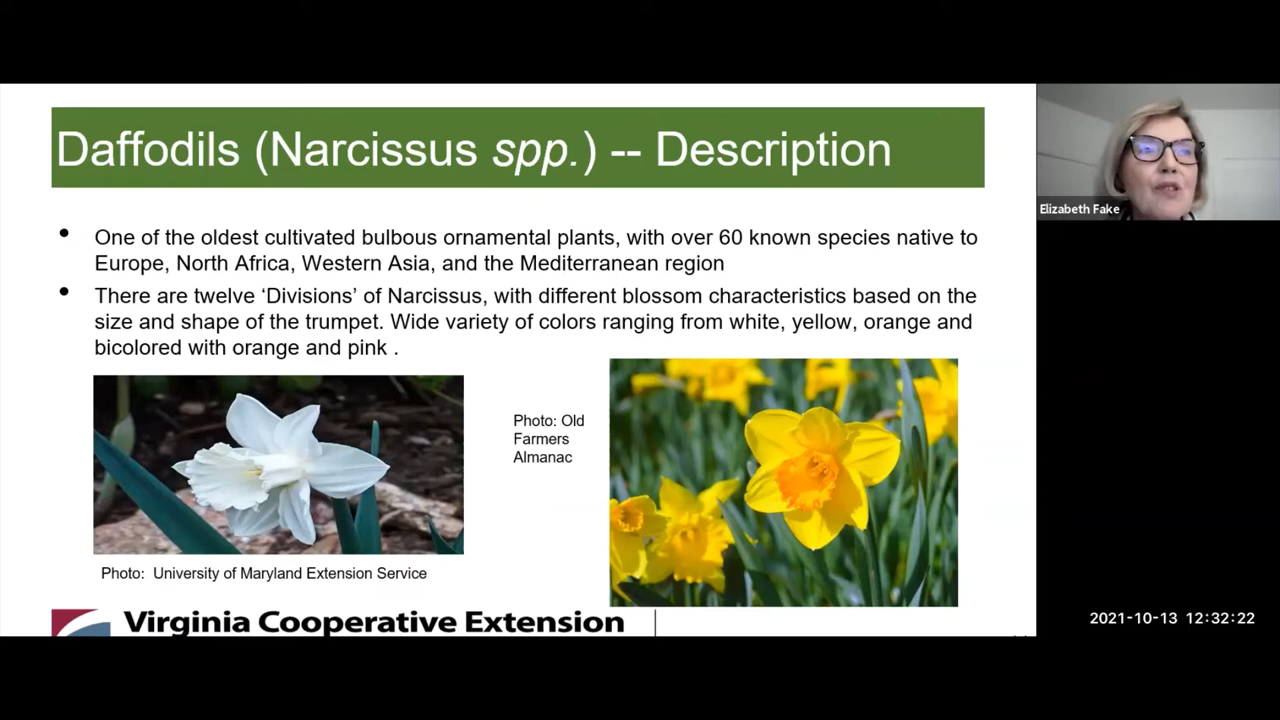 Daffodils (Narcissus spp.) -- Description
• One of the oldest cultivated bulbous ornamental plants, with over 60 known species native to
Europe, North Africa, Western Asia, and the Mediterranean region
• There are twelve ‘Divisions’ of Narcissus, with different blossom characteristics based on the
size and shape of the trumpet. Wide variety of colors ranging from white, yellow, orange and
bicolored with orange and pink .
Photo: Old
Farmers
Almanac
Photo: University of Maryland Extension Service
Virginia Cooperative Extension
Elizabeth Fake
2021-10-13 12:32:22